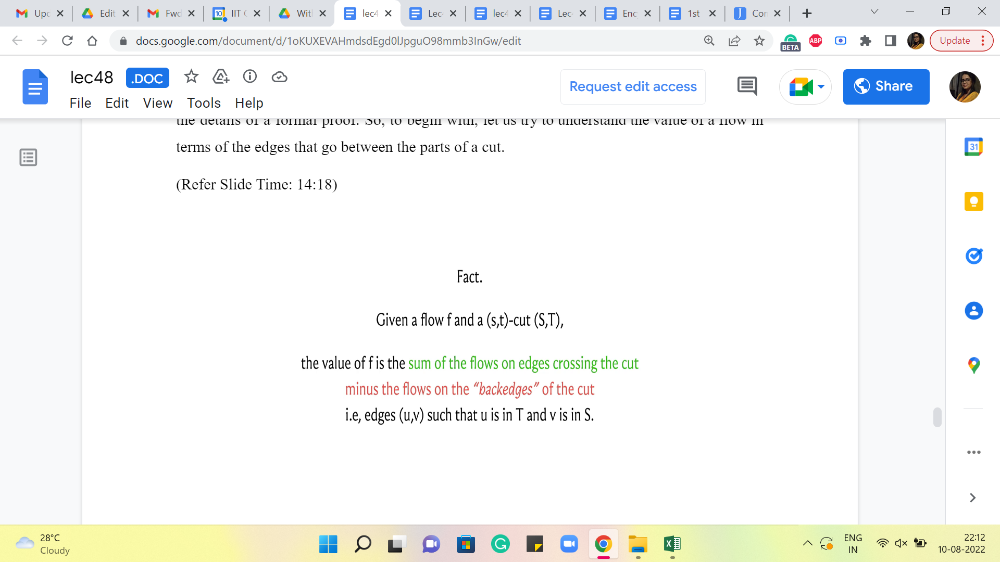 Upc
Edit
Fwd
10
IIT
Wit
lec4
Lec
lec4
Lec
Enc
1st
J
Cor
docs.google.com/document/d/1oKUXEVAHmdsdEgd0lJpguO98mmb3InGw/edit
BETA
ABP
Update
lec48
.DOC
Request edit access
Share
File Edit View Tools Help
the details of a formal proof. So, to begin with, let us try to understand the value of a flow in
terms of the edges that go between the parts of a cut.
31
(Refer Slide Time: 14:18)
Fact.
Given a flow f and a (s,t)-cut (S,T),
the value of f is the sum of the flows on edges crossing the cut
minus the flows on the “backedges” of the cut
i.e, edges (u,v) such that u is in T and v is in S.
28°C
Cloudy
ENG
IN
22:12
10-08-2022